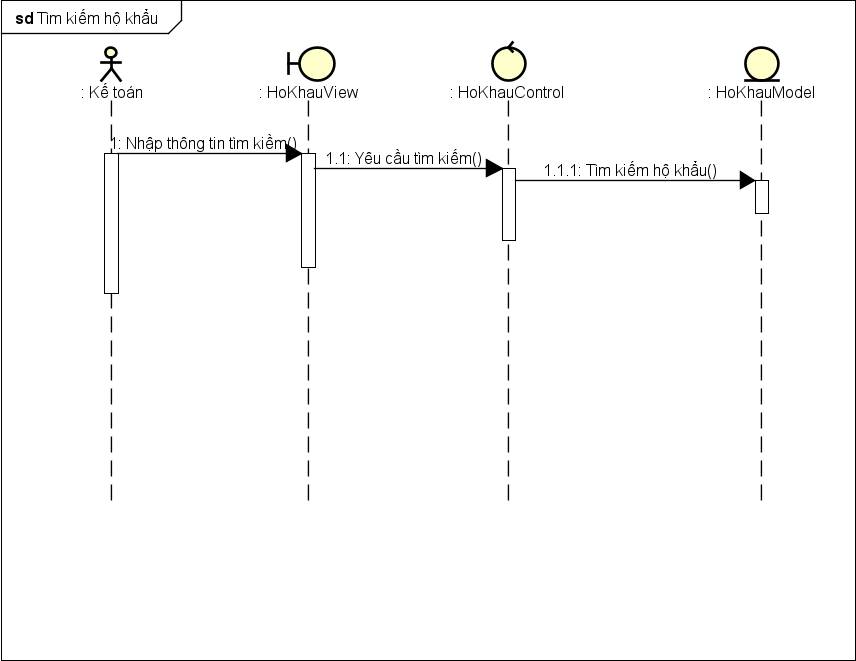 sd Tìm kiếm hộ khẩu
: Kế toán
: HoKhauView
: HoKhauControl
: HoKhauModel
1: Nhập thông tin tìm kiềm()
1.1: Yêu cầu tìm kiếm()
1.1.1: Tìm kiếm hộ khẩu()